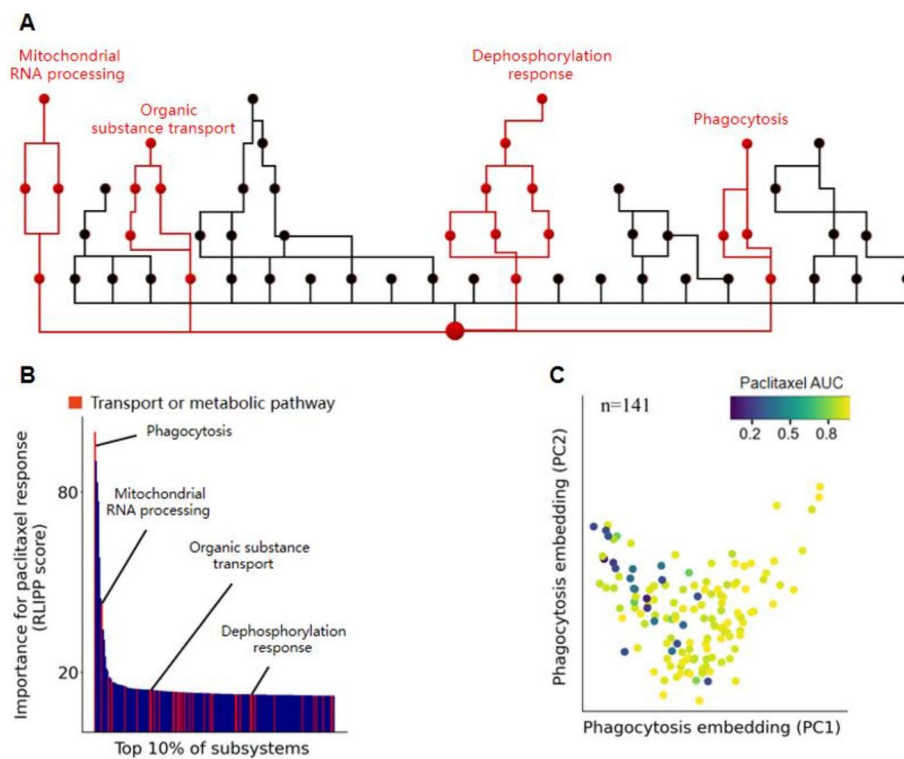 A
Mitochondrial
RNA processing
Organic
substance transport
Dephosphorylation
response
Phagocytosis
B
Transport or metabolic pathway
Phagocytosis
Mitochondrial
RNA processing
Organic substance
transport
Dephosphorylation
response
Importance for paclitaxel response
(RLIPP score)
80
20
Top 10% of subsystems
C
n=141
Paclitaxel AUC
0.2 0.5 0.8
Phagocytosis embedding (PC2)
Phagocytosis embedding (PC1)